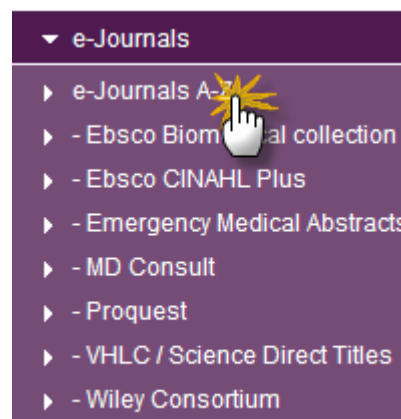 e-Journals
e-Journals A-Z
- Ebsco Biomedical collection
- Ebsco CINAHL Plus
- Emergency Medical Abstracts
- MD Consult
- Proquest
- VHLC / Science Direct Titles
- Wiley Consortium